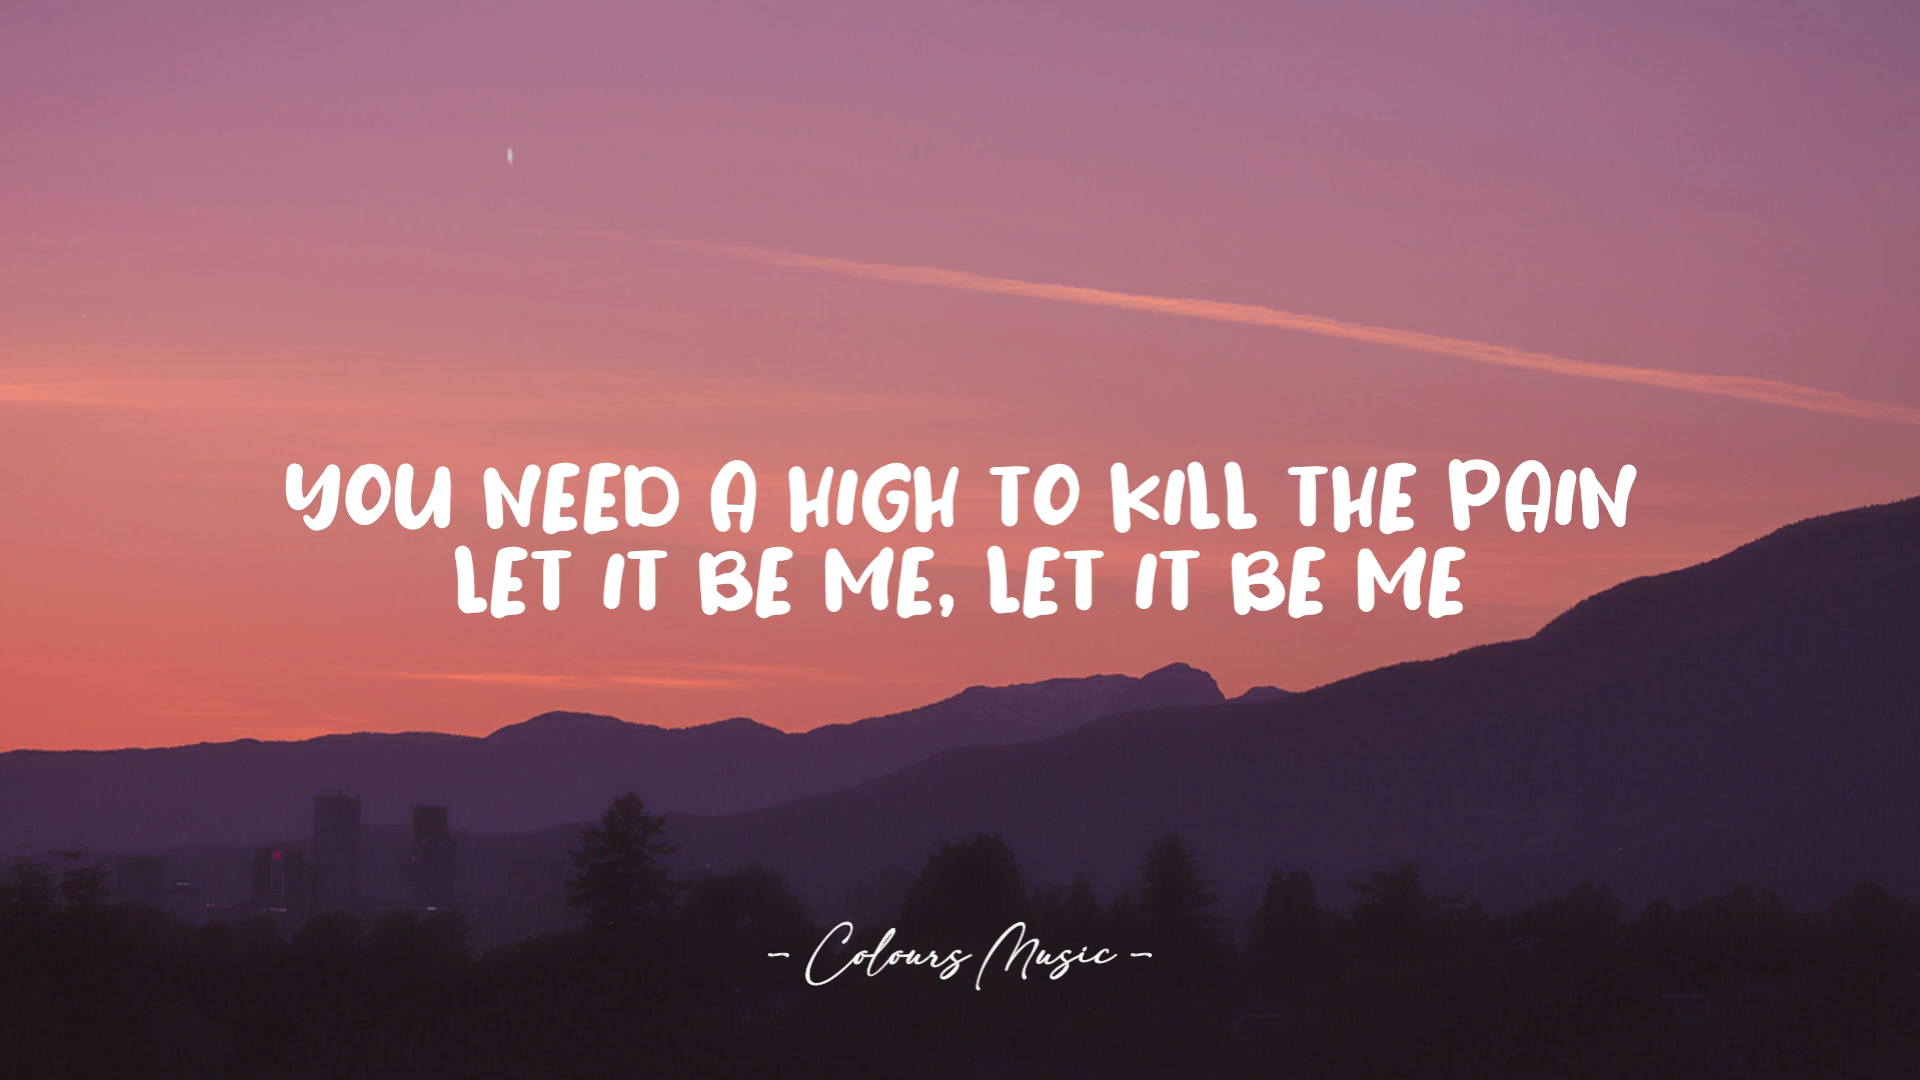 YOU NEED A HIGH TO KILL THE PAIN
LET IT BE ME, LET IT BE ME
- Colours Music -